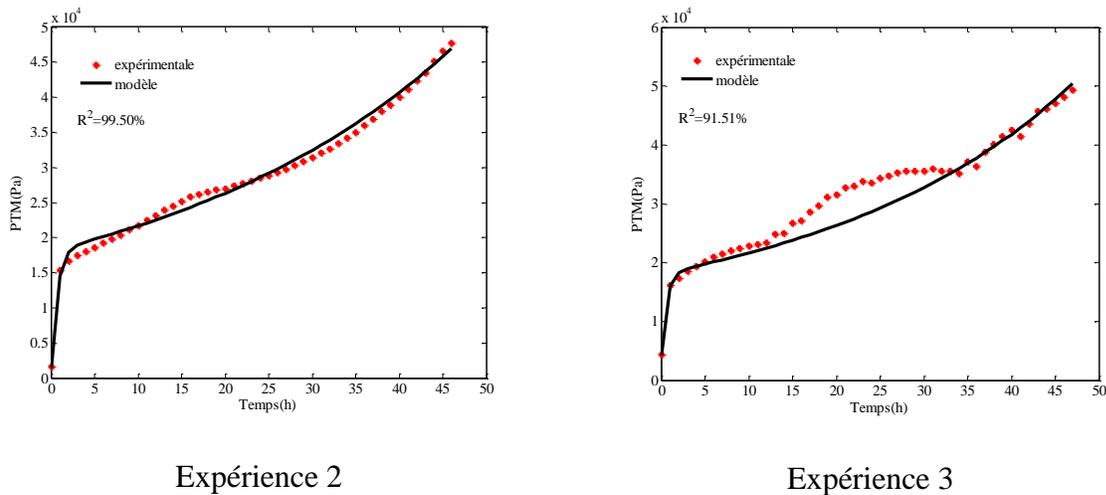 x 10^4
5
4.5
4
3.5
3
2.5
2
1.5
1
0.5
0
PTM(Pa)
expérimentale
modèle
R^2=99.50%
0 5 10 15 20 25 30 35 40 45 50
Temps(h)
Expérience 2
x 10^4
6
5
4
3
2
1
0
PTM(Pa)
expérimentale
modèle
R^2=91.51%
0 5 10 15 20 25 30 35 40 45 50
Temps(h)
Expérience 3